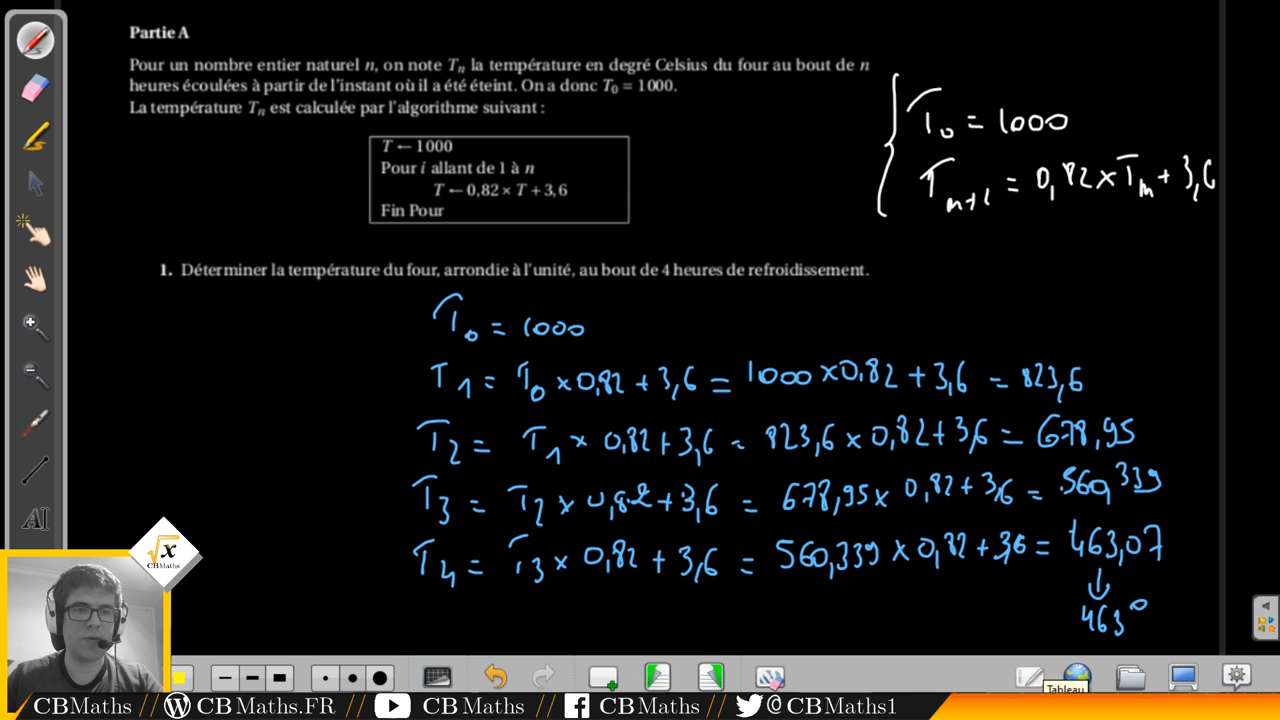 Partie A
Pour un nombre entier naturel n, on note Tn la température en degré Celsius du four au bout de n
heures écoulées à partir de l'instant où il a été éteint. On a donc T0 = 1000.
La température Tn est calculée par l'algorithme suivant :
T ← 1000
Pour i allant de 1 à n
T ← 0,82 × T + 3,6
Fin Pour
T0 = 1000
Tn+1 = 0,82 × Tn + 3,6
1. Déterminer la température du four, arrondie à l'unité, au bout de 4 heures de refroidissement.
T0 = 1000
T1 = T0 × 0,82 + 3,6 = 1000 × 0,82 + 3,6 = 823,6
T2 = T1 × 0,82 + 3,6 = 823,6 × 0,82 + 3,6 = 678,95
T3 = T2 × 0,82 + 3,6 = 678,95 × 0,82 + 3,6 = 560,339
T4 = T3 × 0,82 + 3,6 = 560,339 × 0,82 + 3,6 = 463,07
↓
463°
AI
√x
CBMaths
Tableau
CBMaths
CBMaths.FR
CBMaths
CBMaths
@CBMaths1